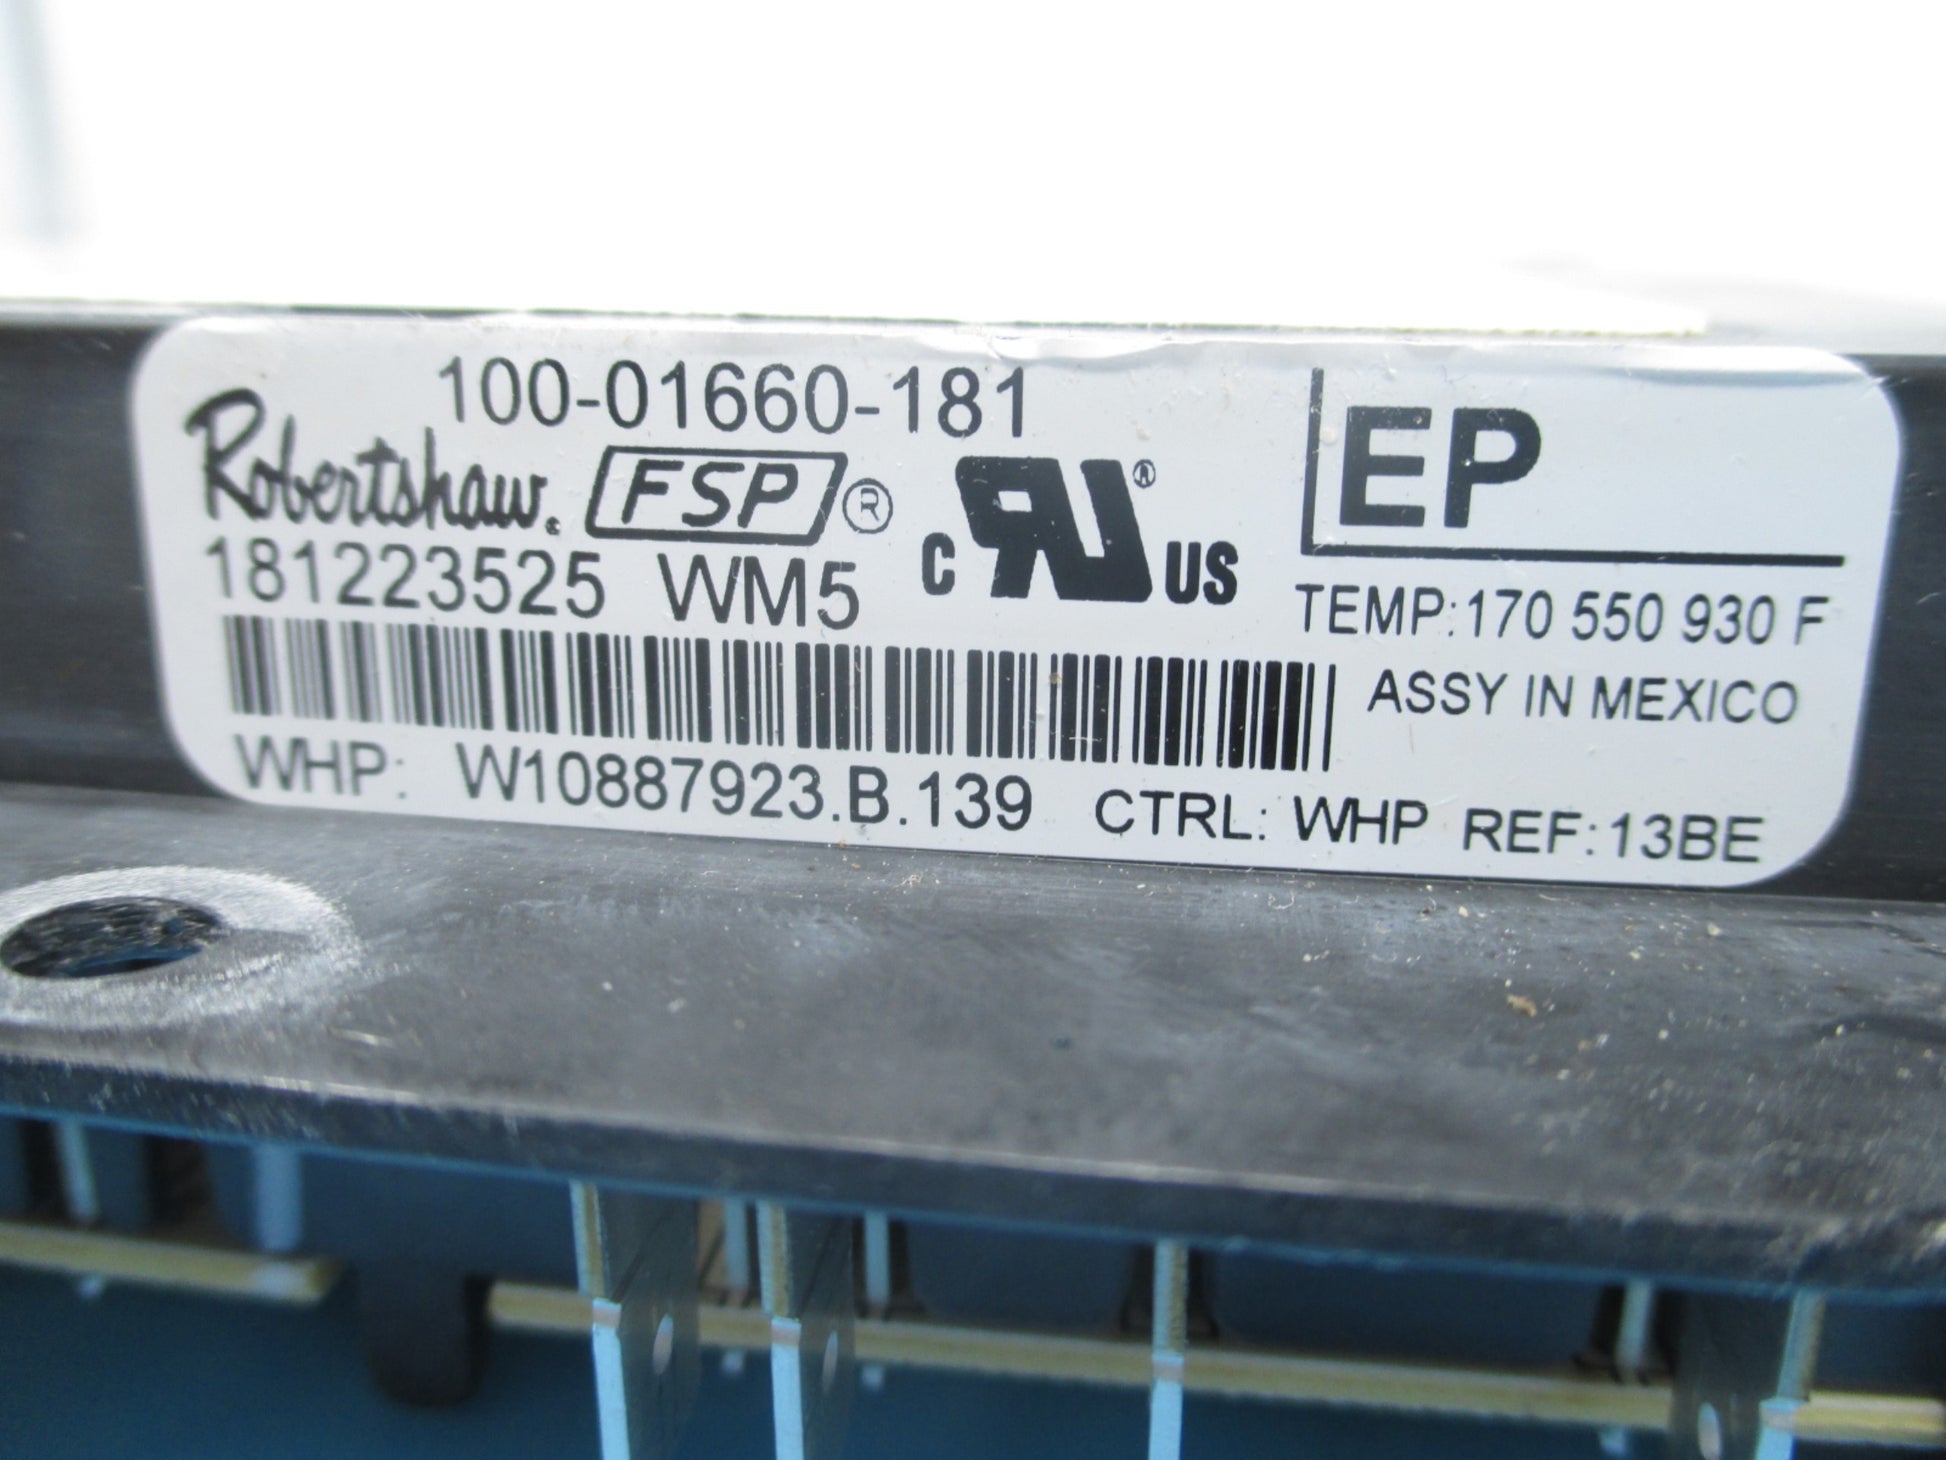 100-01660-181
Robertshaw. FSP ®
181223525 WM5
c RU ® US
EP
TEMP:170 550 930 F
ASSY IN MEXICO
WHP: W10887923.B.139 CTRL: WHP REF:13BE